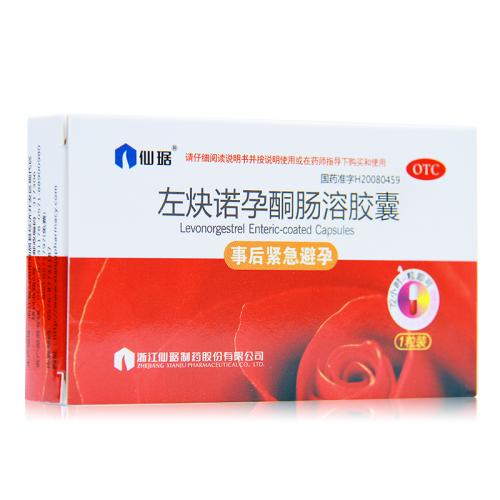 仙琚®
请仔细阅读说明书并按说明使用或在药师指导下购买和使用
OTC
国药准字H20080459
左炔诺孕酮肠溶胶囊
Levonorgestrel Enteric-coated Capsules
事后紧急避孕
1粒装
浙江仙琚制药股份有限公司
ZHEJIANG XIANJU PHARMACEUTICAL CO., LTD.